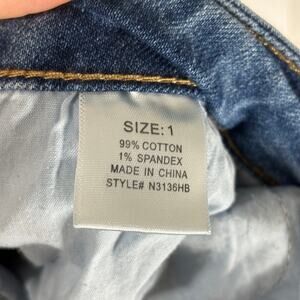 SIZE: 1
99% COTTON
1% SPANDEX
MADE IN CHINA
STYLE# N3136HB